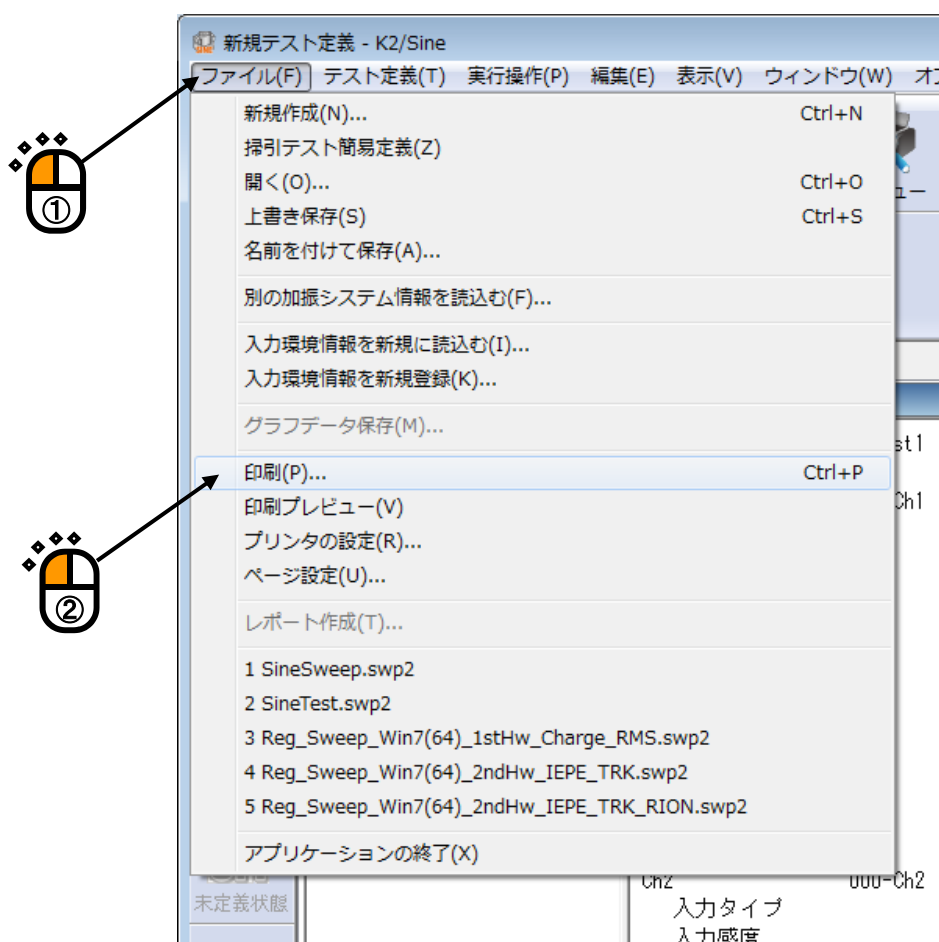 新規テスト定義 - K2/Sine
ファイル(F) テスト定義(T) 実行操作(P) 編集(E) 表示(V) ウィンドウ(W)
新規作成(N)... Ctrl+N
掃引テスト簡易定義(Z)
開く(O)... Ctrl+O
上書き保存(S) Ctrl+S
名前を付けて保存(A)...
別の加振システム情報を読込む(F)...
入力環境情報を新規に読込む(I)...
入力環境情報を新規登録(K)...
グラフデータ保存(M)...
st1
印刷(P)... Ctrl+P
Ch1
印刷プレビュー(V)
プリンタの設定(R)...
ページ設定(U)...
レポート作成(T)...
1 SineSweep.swp2
2 SineTest.swp2
3 Reg_Sweep_Win7(64)_1stHw_Charge_RMS.swp2
4 Reg_Sweep_Win7(64)_2ndHw_IEPE_TRK.swp2
5 Reg_Sweep_Win7(64)_2ndHw_IEPE_TRK_RION.swp2
アプリケーションの終了(X)
①
②
未定義状態
Ch2 000-Ch2
入力タイプ
入力感度